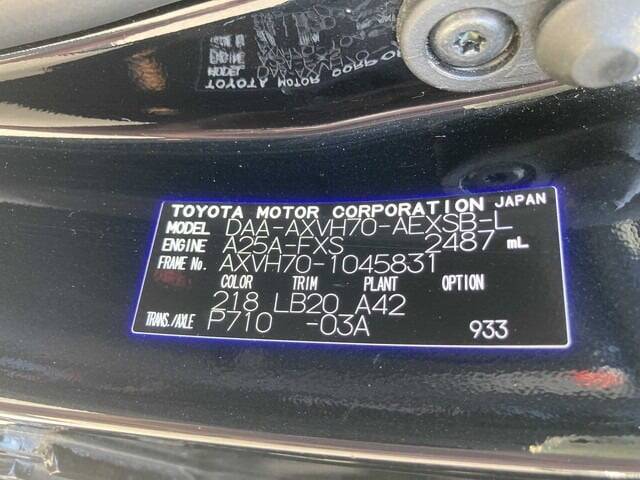 TOYOTA MOTOR CORPORATION JAPAN
MODEL DAA-AXVH70-AEXSB-L
ENGINE A25A-FXS 2487 mL
FRAME No. AXVH70-1045831
COLOR TRIM PLANT OPTION
218 LB20 A42
TRANS./AXLE P710 -03A 933